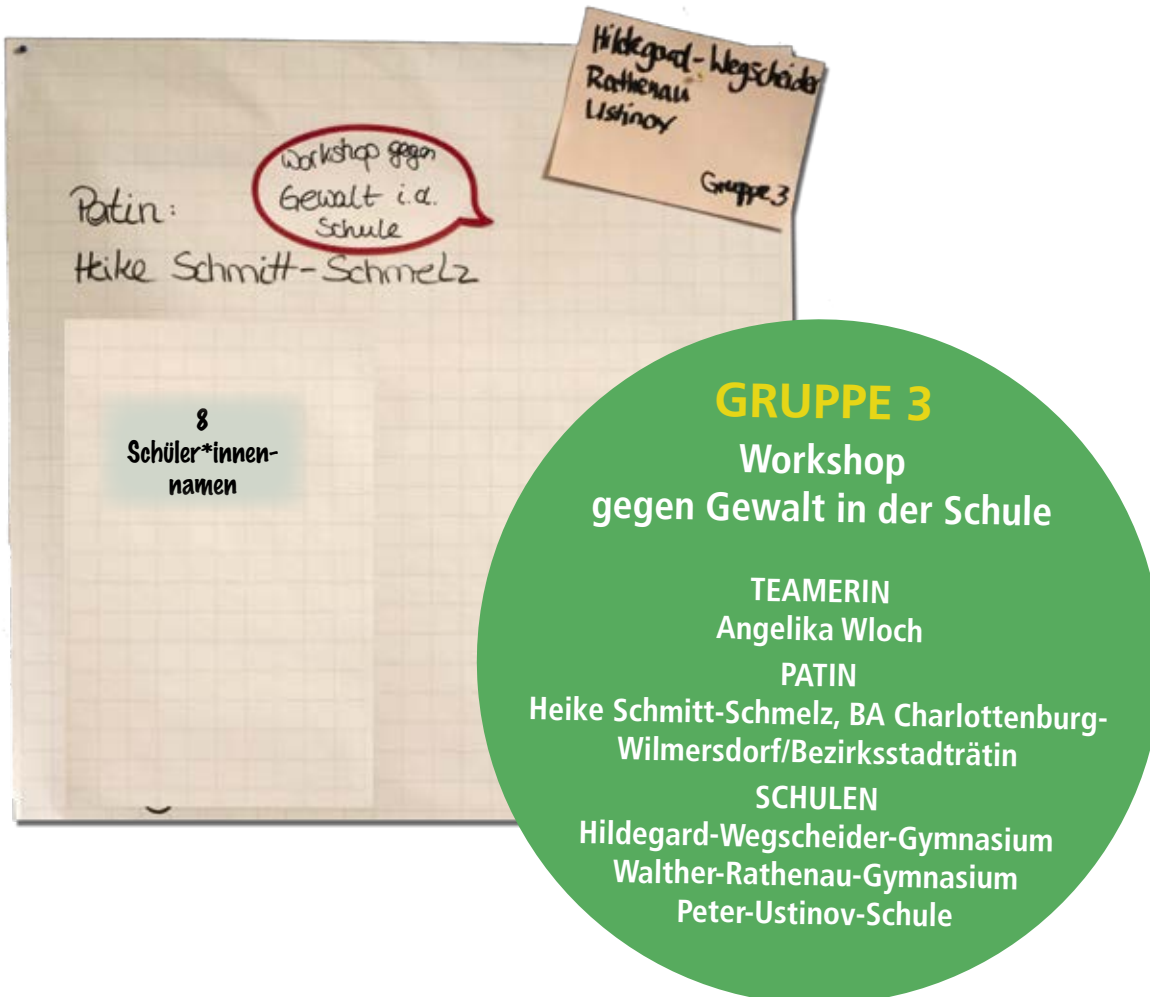 Hildegard-Wegscheider
Rathenau
Ustinov
Gruppe 3
Workshop gegen
Gewalt i.d.
Schule
Patin:
Heike Schmitt-Schmelz
8
Schüler*innen-
namen
GRUPPE 3
Workshop
gegen Gewalt in der Schule
TEAMERIN
Angelika Wloch
PATIN
Heike Schmitt-Schmelz, BA Charlottenburg-
Wilmersdorf/Bezirksstadträtin
SCHULEN
Hildegard-Wegscheider-Gymnasium
Walther-Rathenau-Gymnasium
Peter-Ustinov-Schule